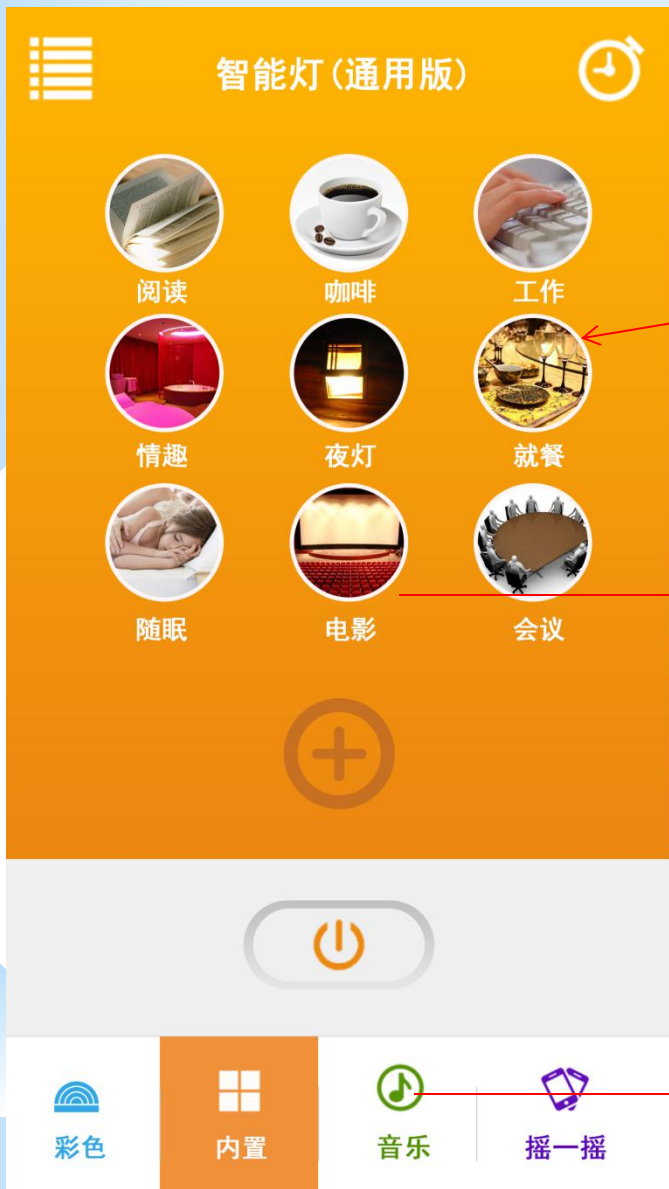 智能灯(通用版)
阅读 咖啡 工作
情趣 夜灯 就餐
随眠 电影 会议
彩色 内置 音乐 摇一摇